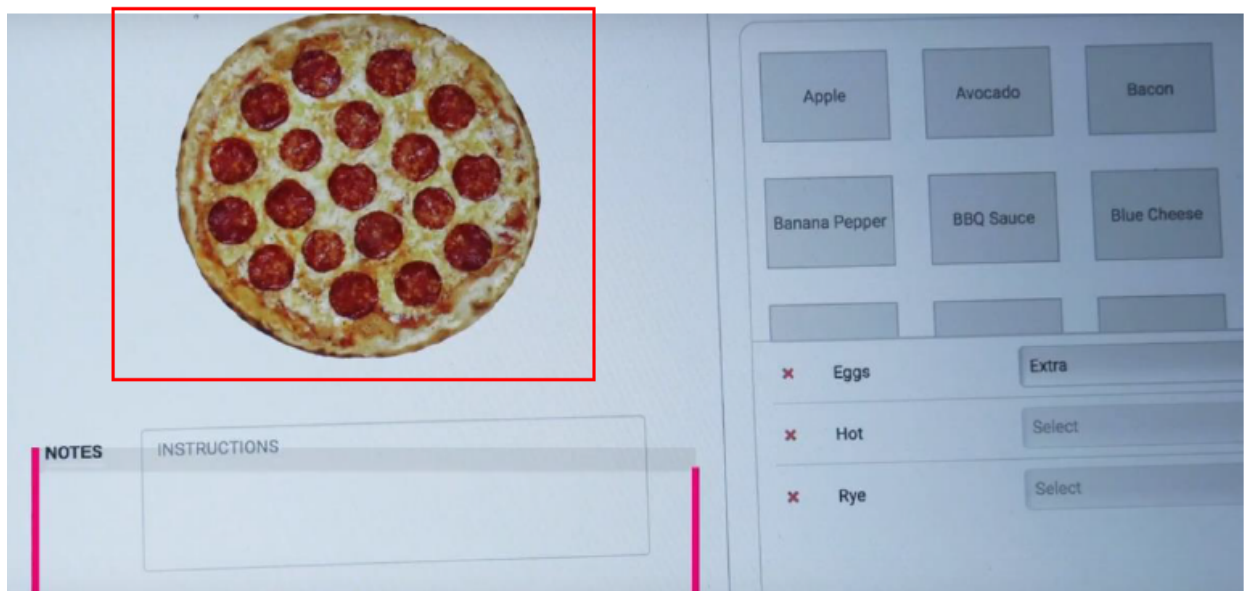 Apple Avocado Bacon
Banana Pepper BBQ Sauce Blue Cheese
Eggs Extra
Hot Select
Rye Select
NOTES INSTRUCTIONS